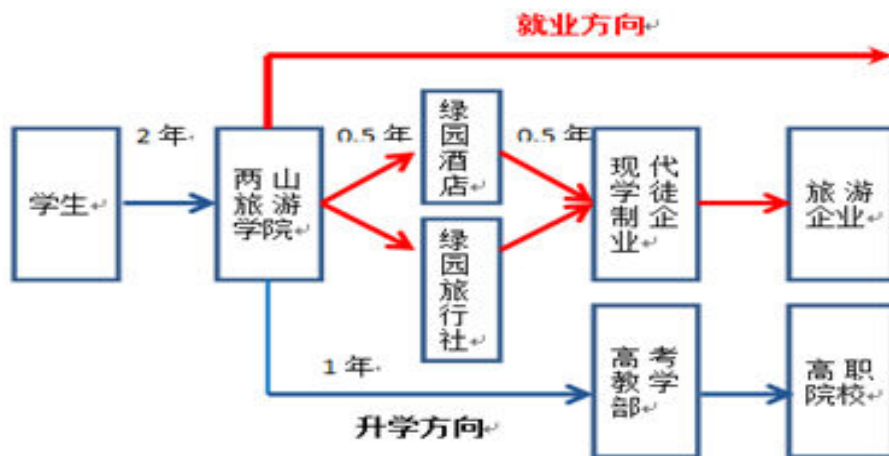 就业方向
2 年
0.5 年
0.5 年
学生
两 山
旅游
学院
绿
园
酒
店
绿
园
旅
行
社
现 代
学 徒
制 企
业
旅 游
企业
1 年
升学方向
高 考
教 学
部
高 职
院校